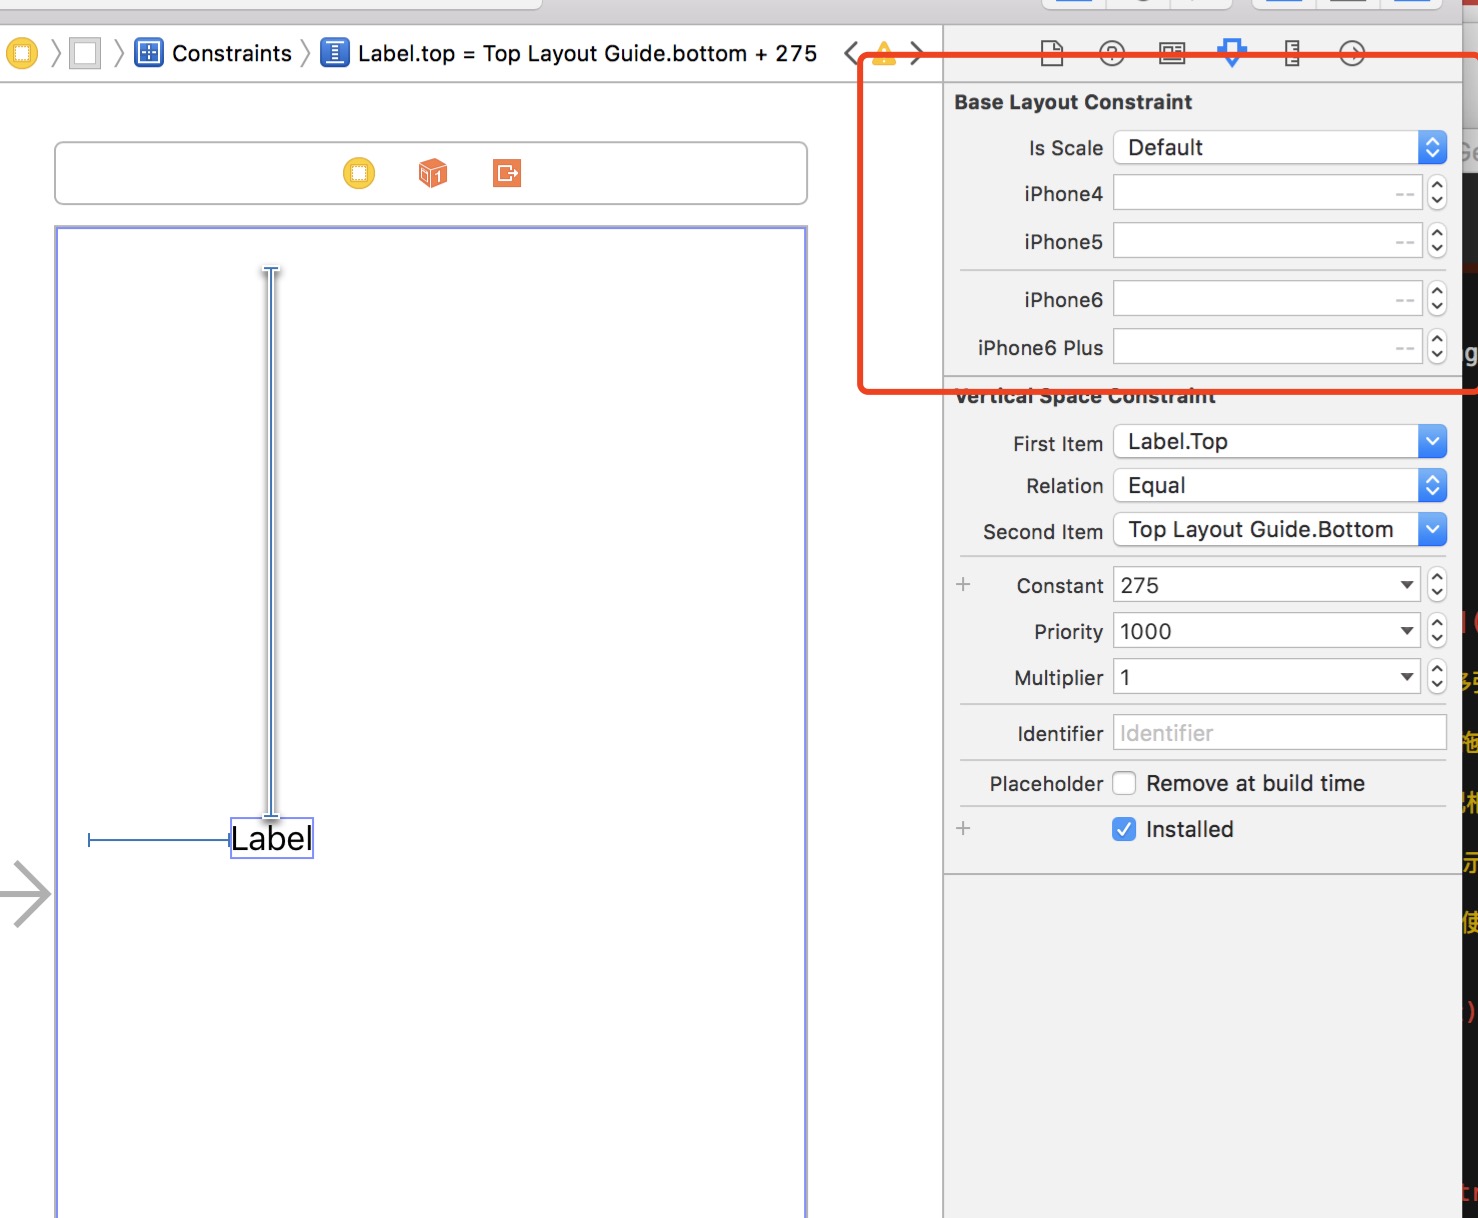 Constraints
Label.top = Top Layout Guide.bottom + 275
Base Layout Constraint
Is Scale Default
iPhone4 --
iPhone5 --
iPhone6 --
iPhone6 Plus --
Vertical Space Constraint
First Item Label.Top
Relation Equal
Second Item Top Layout Guide.Bottom
+ Constant 275
Priority 1000
Multiplier 1
Identifier Identifier
Placeholder Remove at build time
+ Installed
Label